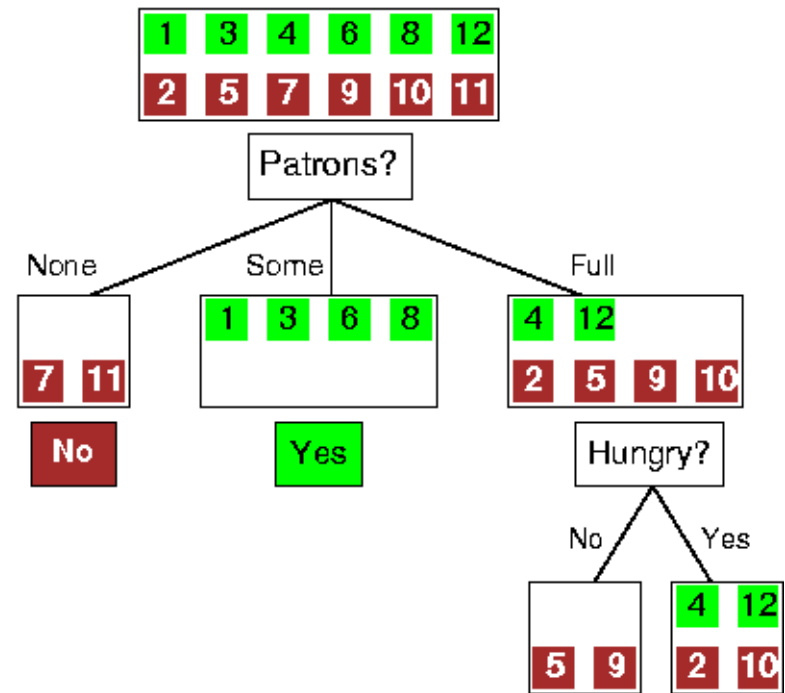 1 3 4 6 8 12
2 5 7 9 10 11
Patrons?
None Some Full
1 3 6 8 4 12
7 11 2 5 9 10
No Yes Hungry?
No Yes
4 12
5 9 2 10